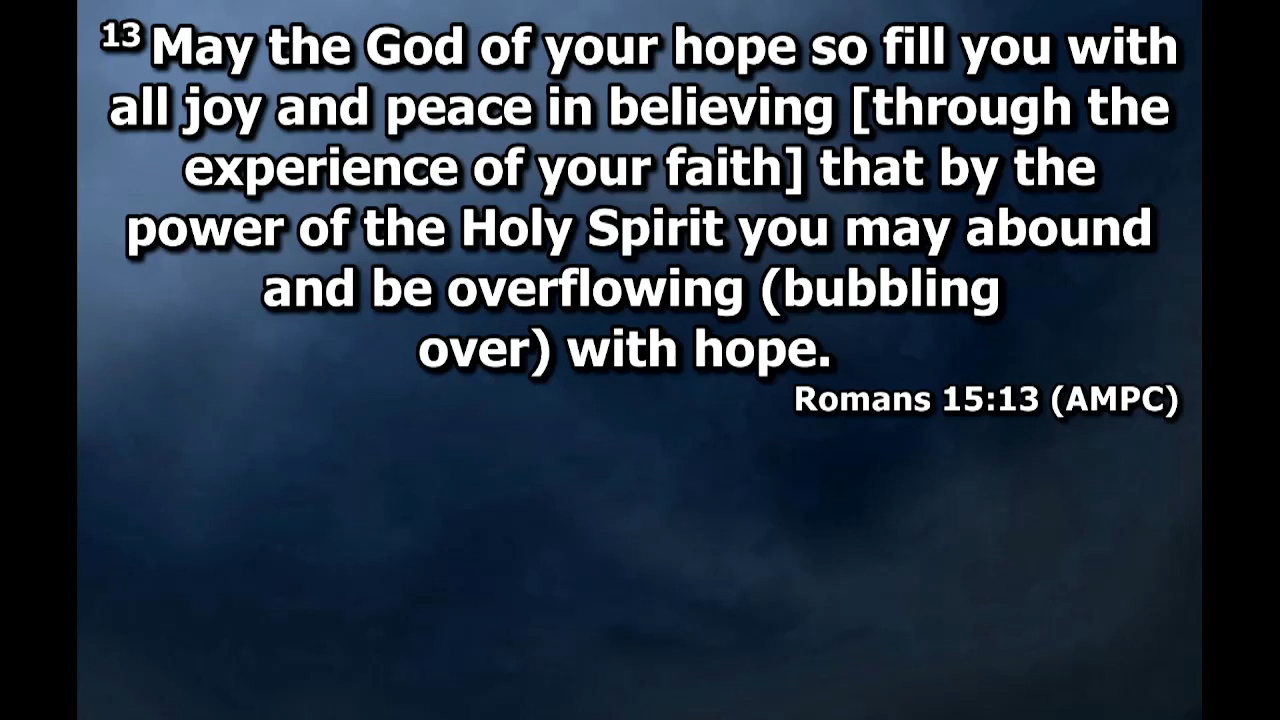 13 May the God of your hope so fill you with
all joy and peace in believing [through the
experience of your faith] that by the
power of the Holy Spirit you may abound
and be overflowing (bubbling
over) with hope.
Romans 15:13 (AMPC)